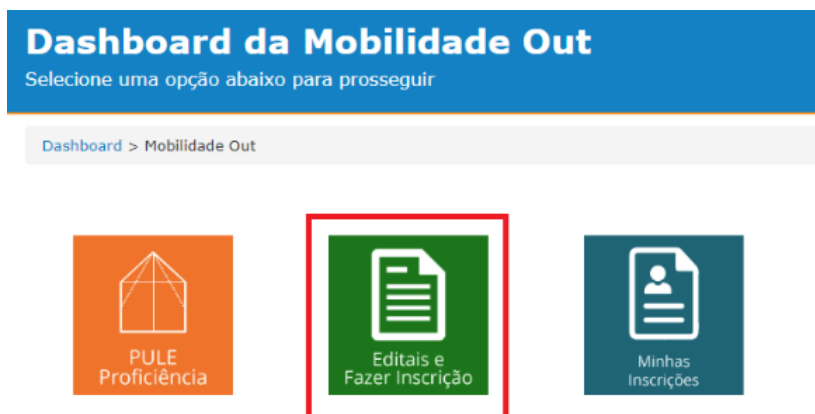 Dashboard da Mobilidade Out
Selecione uma opção abaixo para prosseguir
Dashboard > Mobilidade Out
PULE
Proficiência
Editais e
Fazer Inscrição
Minhas
Inscrições